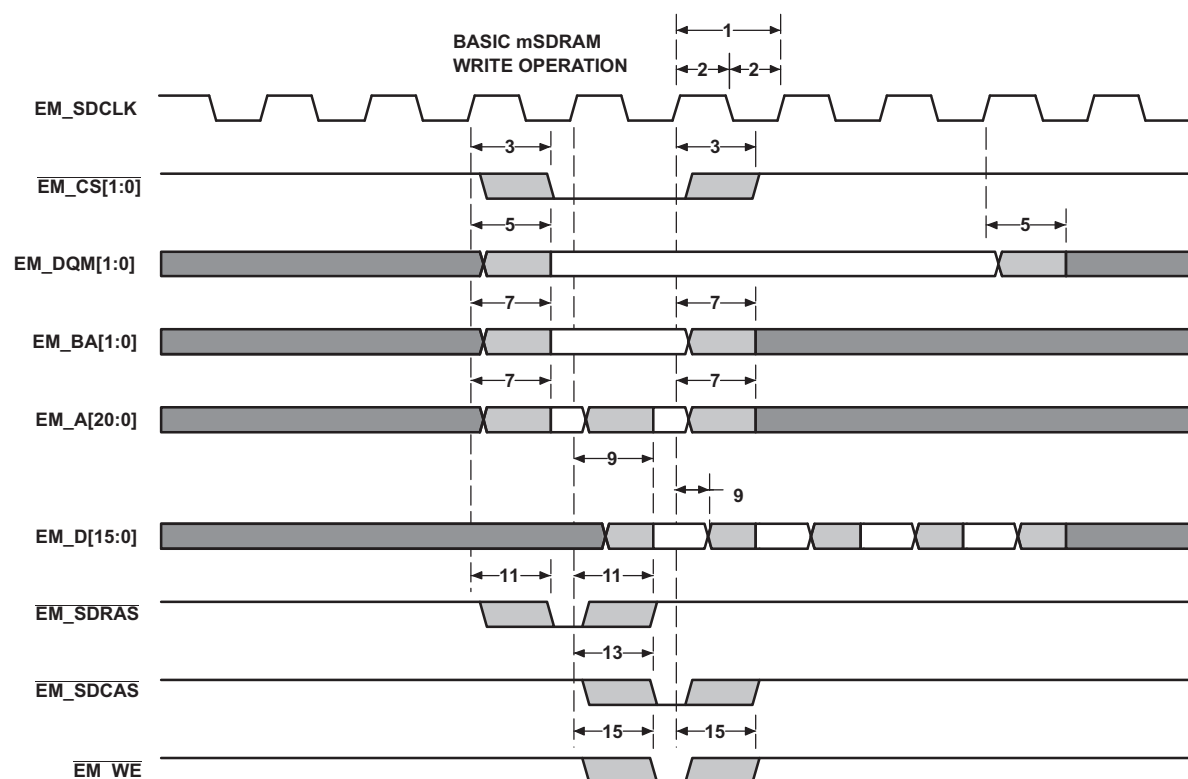 BASIC mSDRAM
WRITE OPERATION
1
2 2
EM_SDCLK
3 3
EM_CS[1:0]
5 5
EM_DQM[1:0]
7 7
EM_BA[1:0]
7 7
EM_A[20:0]
9
9
EM_D[15:0]
11 11
EM_SDRAS
13
EM_SDCAS
15 15
EM_WE